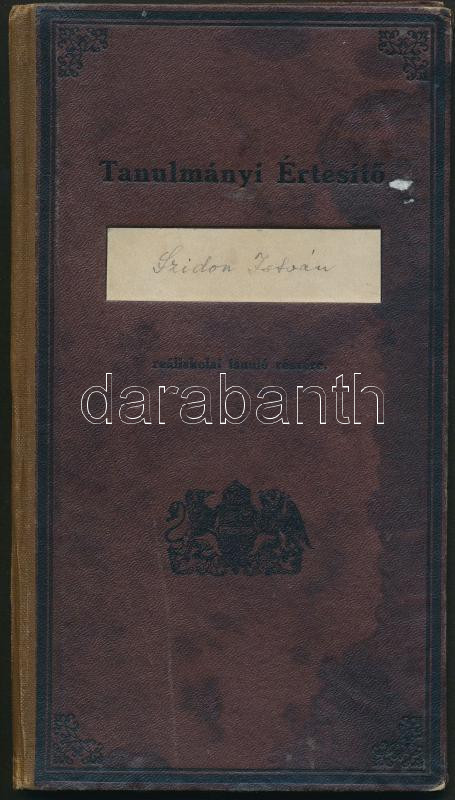 Tanulmányi Értesítő
Szidon István
reáliskolai tanuló részére.
darabanth